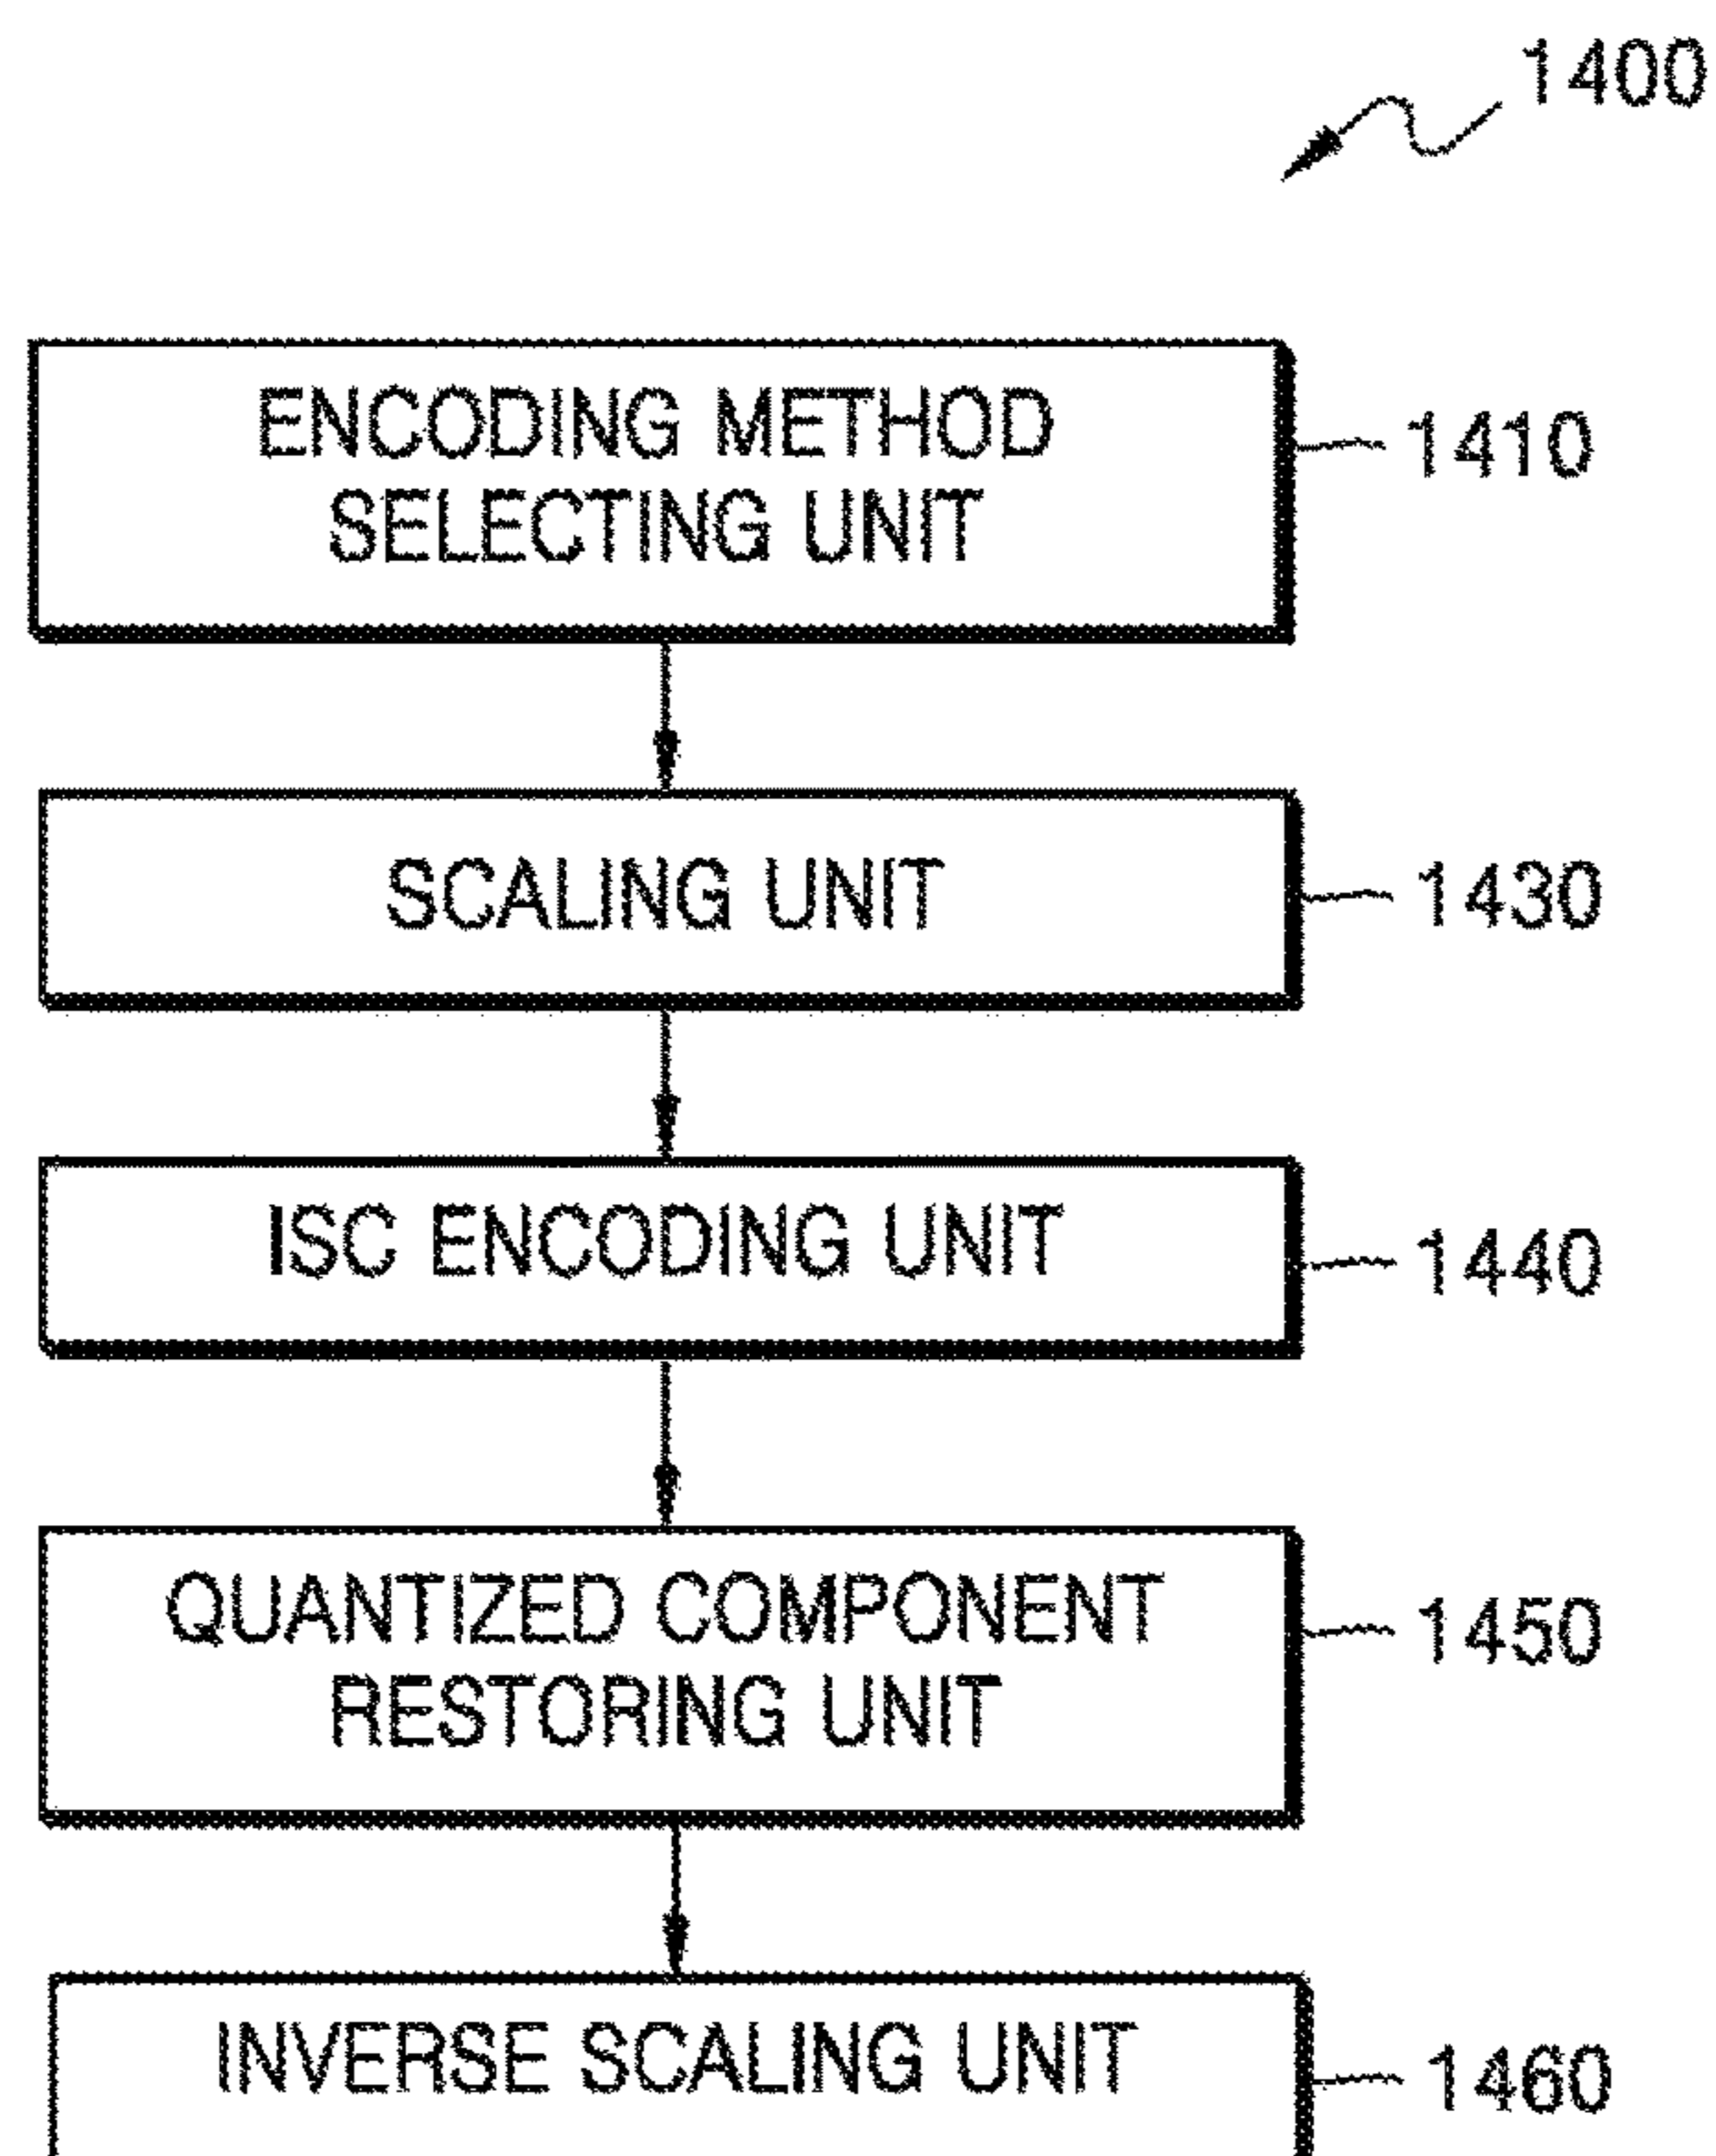 1400
ENCODING METHOD
SELECTING UNIT
1410
SCALING UNIT
1430
ISC ENCODING UNIT
1440
QUANTIZED COMPONENT
RESTORING UNIT
1450
INVERSE SCALING UNIT
1460